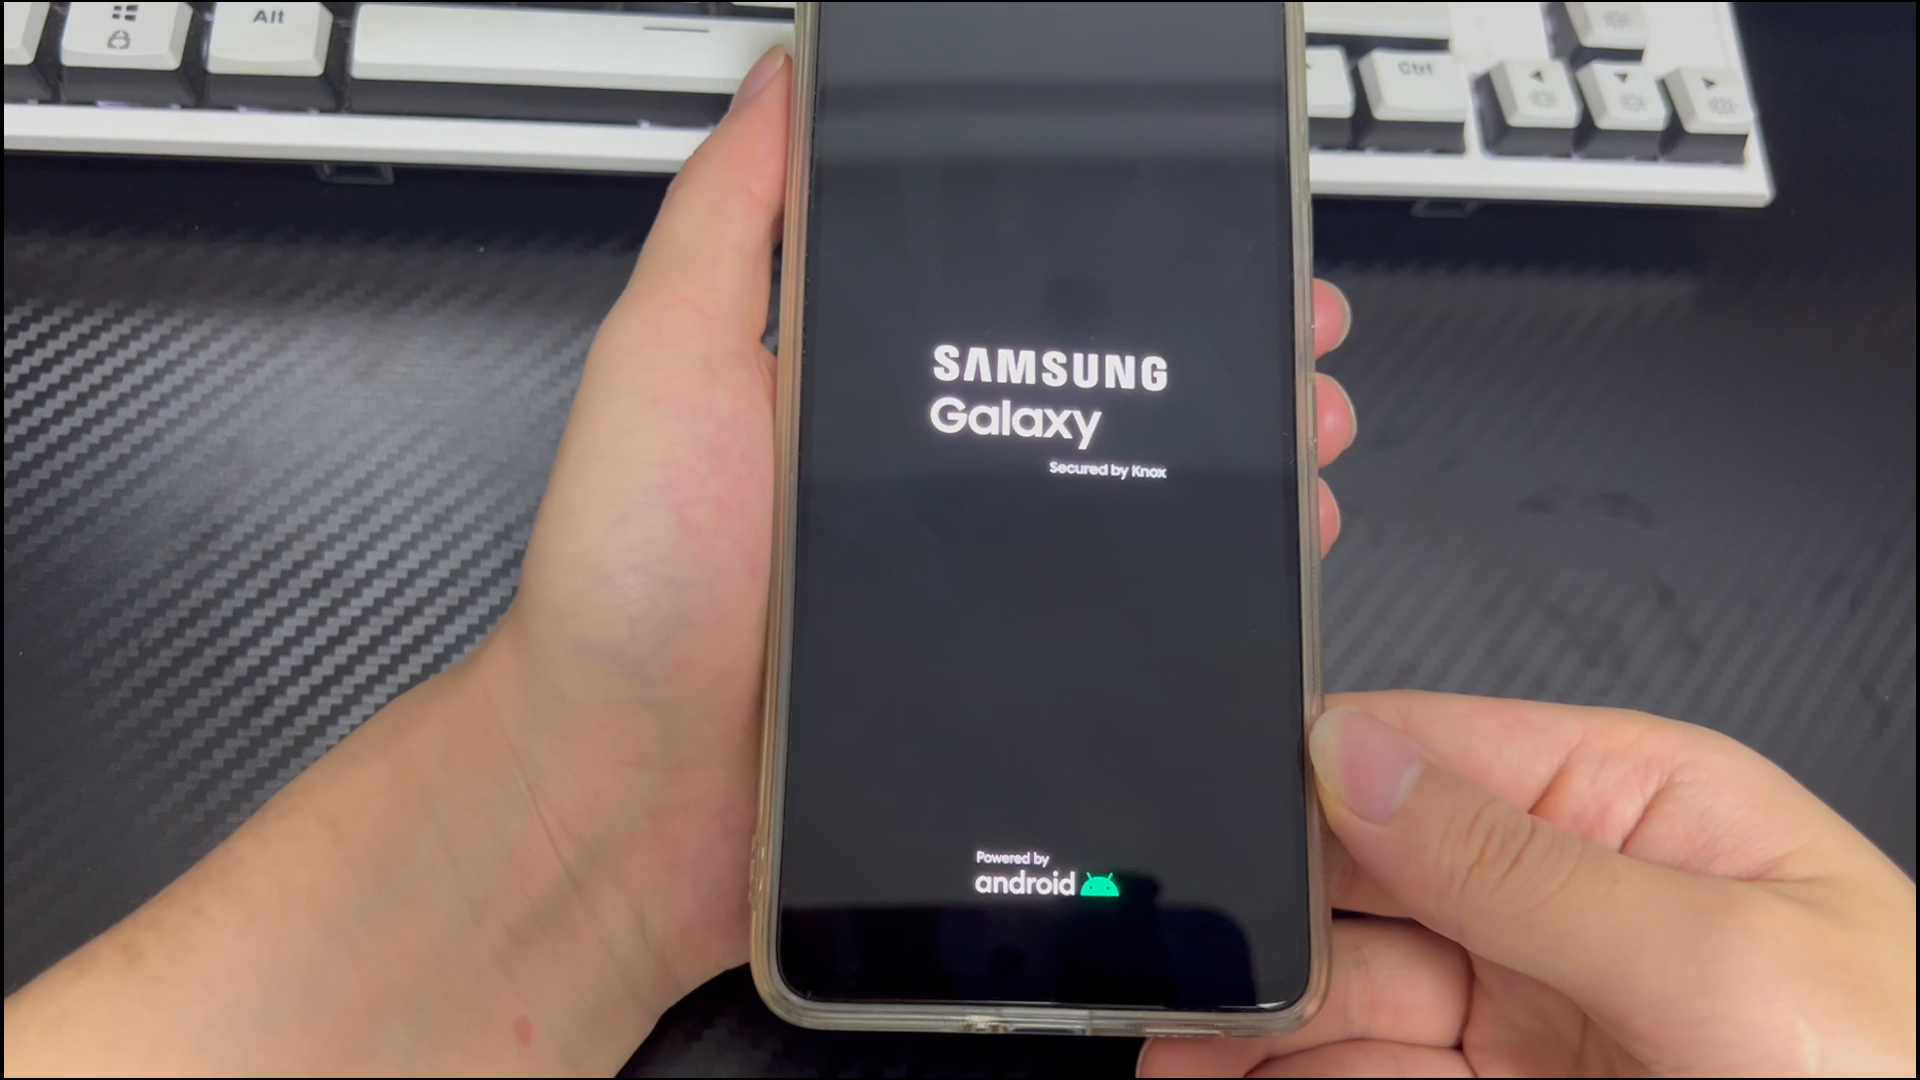 Alt
Ctrl
SAMSUNG
Galaxy
Secured by Knox
Powered by
android